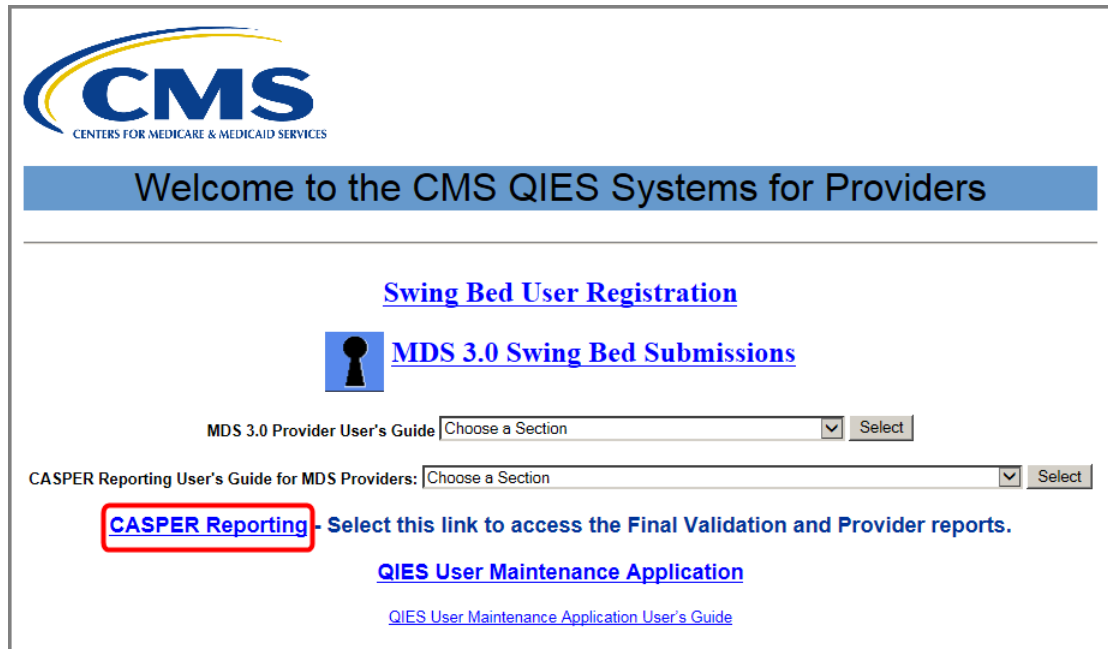 CMS
CENTERS FOR MEDICARE & MEDICAID SERVICES
Welcome to the CMS QIES Systems for Providers
Swing Bed User Registration
MDS 3.0 Swing Bed Submissions
MDS 3.0 Provider User's Guide Choose a Section Select
CASPER Reporting User's Guide for MDS Providers: Choose a Section Select
CASPER Reporting - Select this link to access the Final Validation and Provider reports.
QIES User Maintenance Application
QIES User Maintenance Application User's Guide